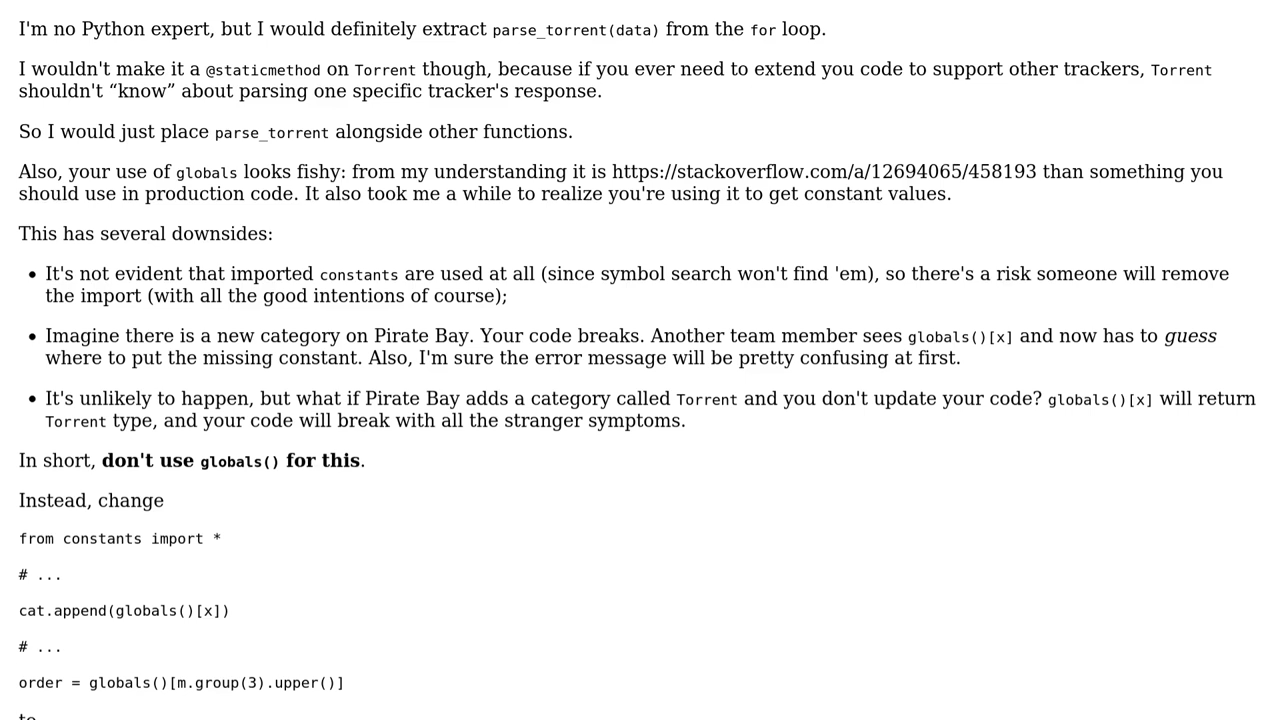 I'm no Python expert, but I would definitely extract parse_torrent(data) from the for loop.
I wouldn't make it a @staticmethod on Torrent though, because if you ever need to extend you code to support other trackers, Torrent
shouldn't “know” about parsing one specific tracker's response.
So I would just place parse_torrent alongside other functions.
Also, your use of globals looks fishy: from my understanding it is https://stackoverflow.com/a/12694065/458193 than something you
should use in production code. It also took me a while to realize you're using it to get constant values.
This has several downsides:
• It's not evident that imported constants are used at all (since symbol search won't find 'em), so there's a risk someone will remove
the import (with all the good intentions of course);
• Imagine there is a new category on Pirate Bay. Your code breaks. Another team member sees globals()[x] and now has to guess
where to put the missing constant. Also, I'm sure the error message will be pretty confusing at first.
• It's unlikely to happen, but what if Pirate Bay adds a category called Torrent and you don't update your code? globals()[x] will return
Torrent type, and your code will break with all the stranger symptoms.
In short, don't use globals() for this.
Instead, change
from constants import *
# ...
cat.append(globals()[x])
# ...
order = globals()[m.group(3).upper()]
to